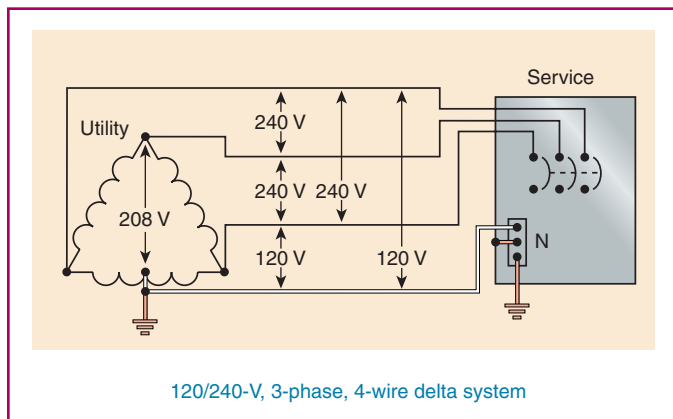 Service
Utility
240 V
240 V
240 V
208 V
120 V
120 V
N
120/240-V, 3-phase, 4-wire delta system